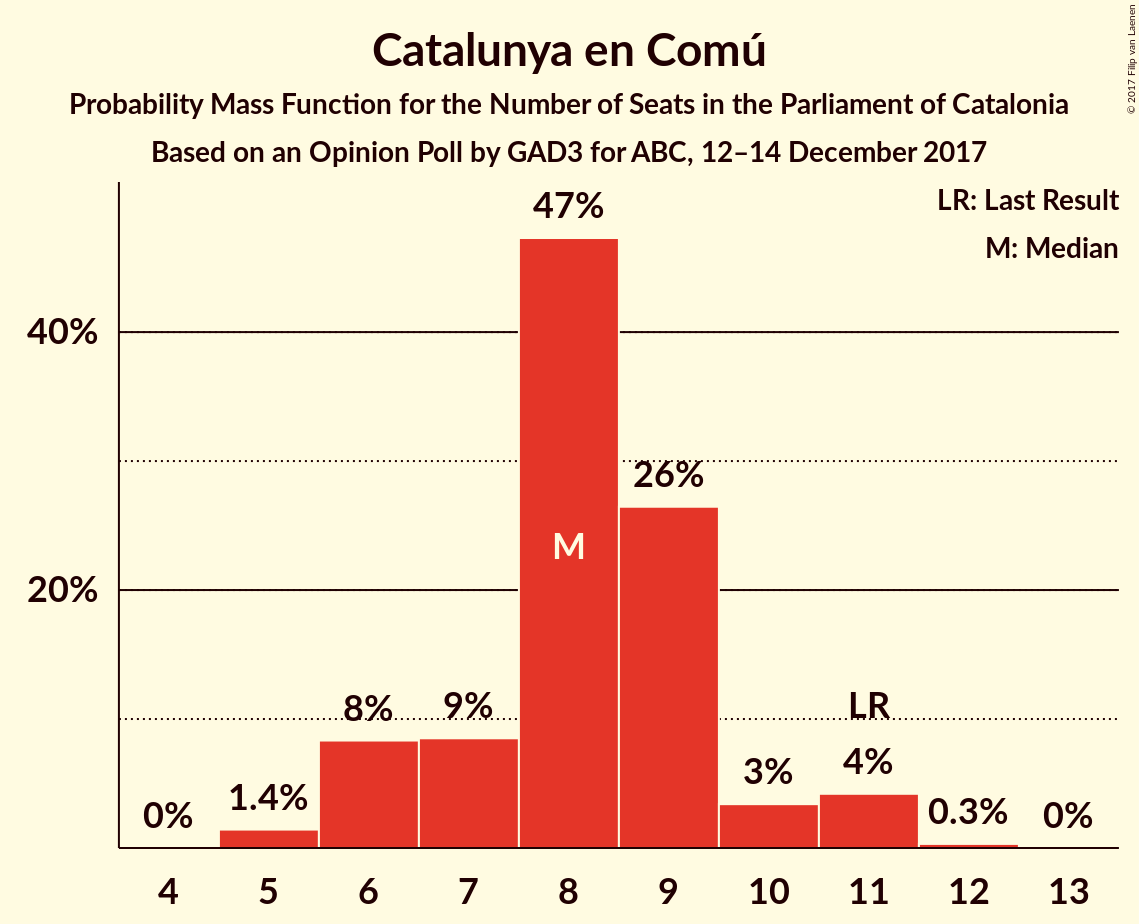 Catalunya en Comú
Probability Mass Function for the Number of Seats in the Parliament of Catalonia
Based on an Opinion Poll by GAD3 for ABC, 12–14 December 2017
© 2017 Filip van Laenen
LR: Last Result
M: Median
47%
40%
26%
M
20%
8%
9%
LR
0%
1.4%
3%
4%
0.3%
0%
4 5 6 7 8 9 10 11 12 13